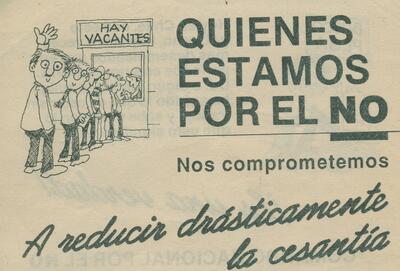 HAY
VACANTES
QUIENES
ESTAMOS
POR EL NO
Nos comprometemos
A reducir drásticamente
la cesantía